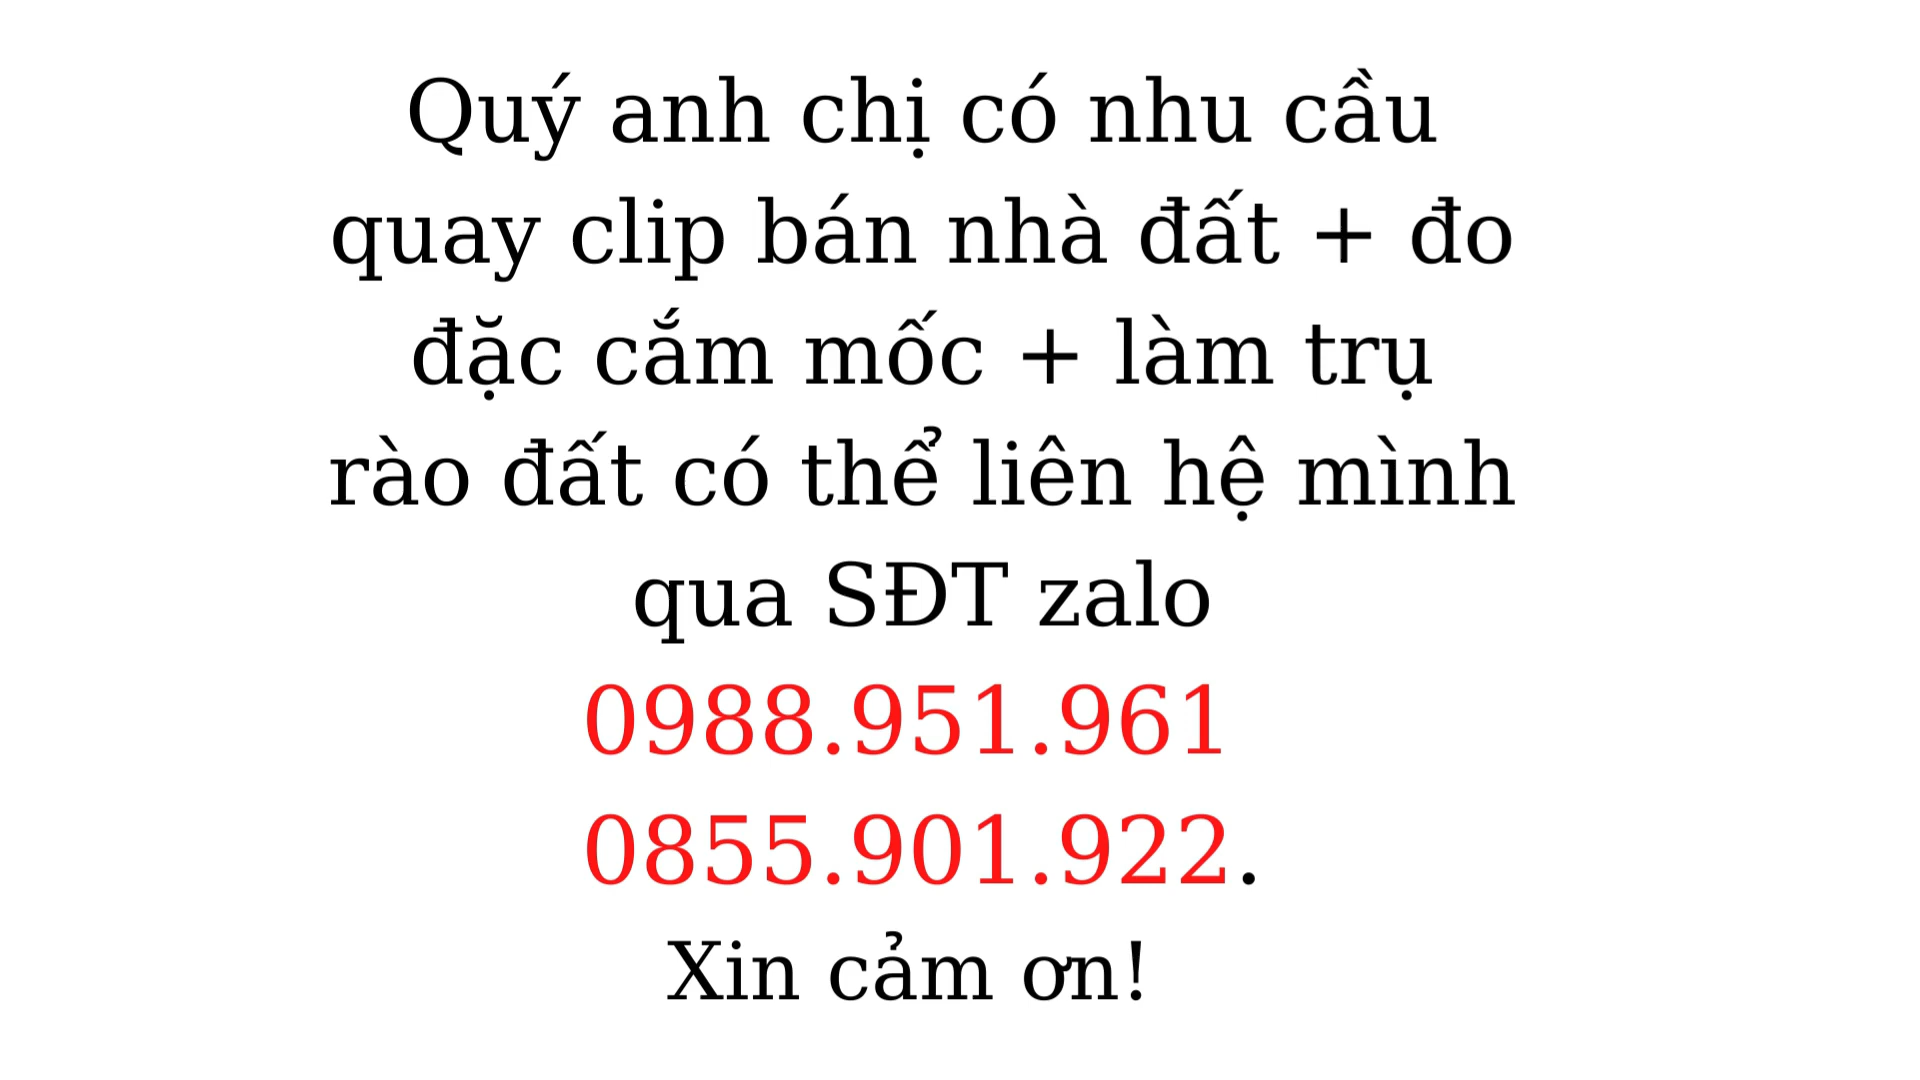 Quý anh chị có nhu cầu
quay clip bán nhà đất + đo
đặc cắm mốc + làm trụ
rào đất có thể liên hệ mình
qua SĐT zalo
0988.951.961
0855.901.922.
Xin cảm ơn!